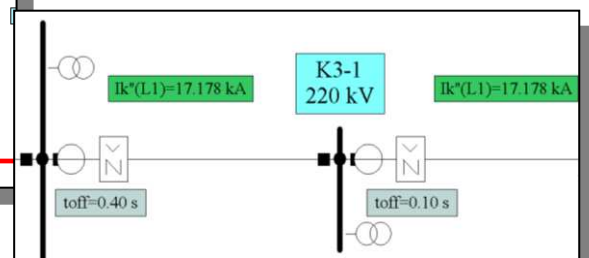 Ik"(L1)=17.178 kA
K3-1
220 kV
Ik"(L1)=17.178 kA
toff=0.40 s
toff=0.10 s